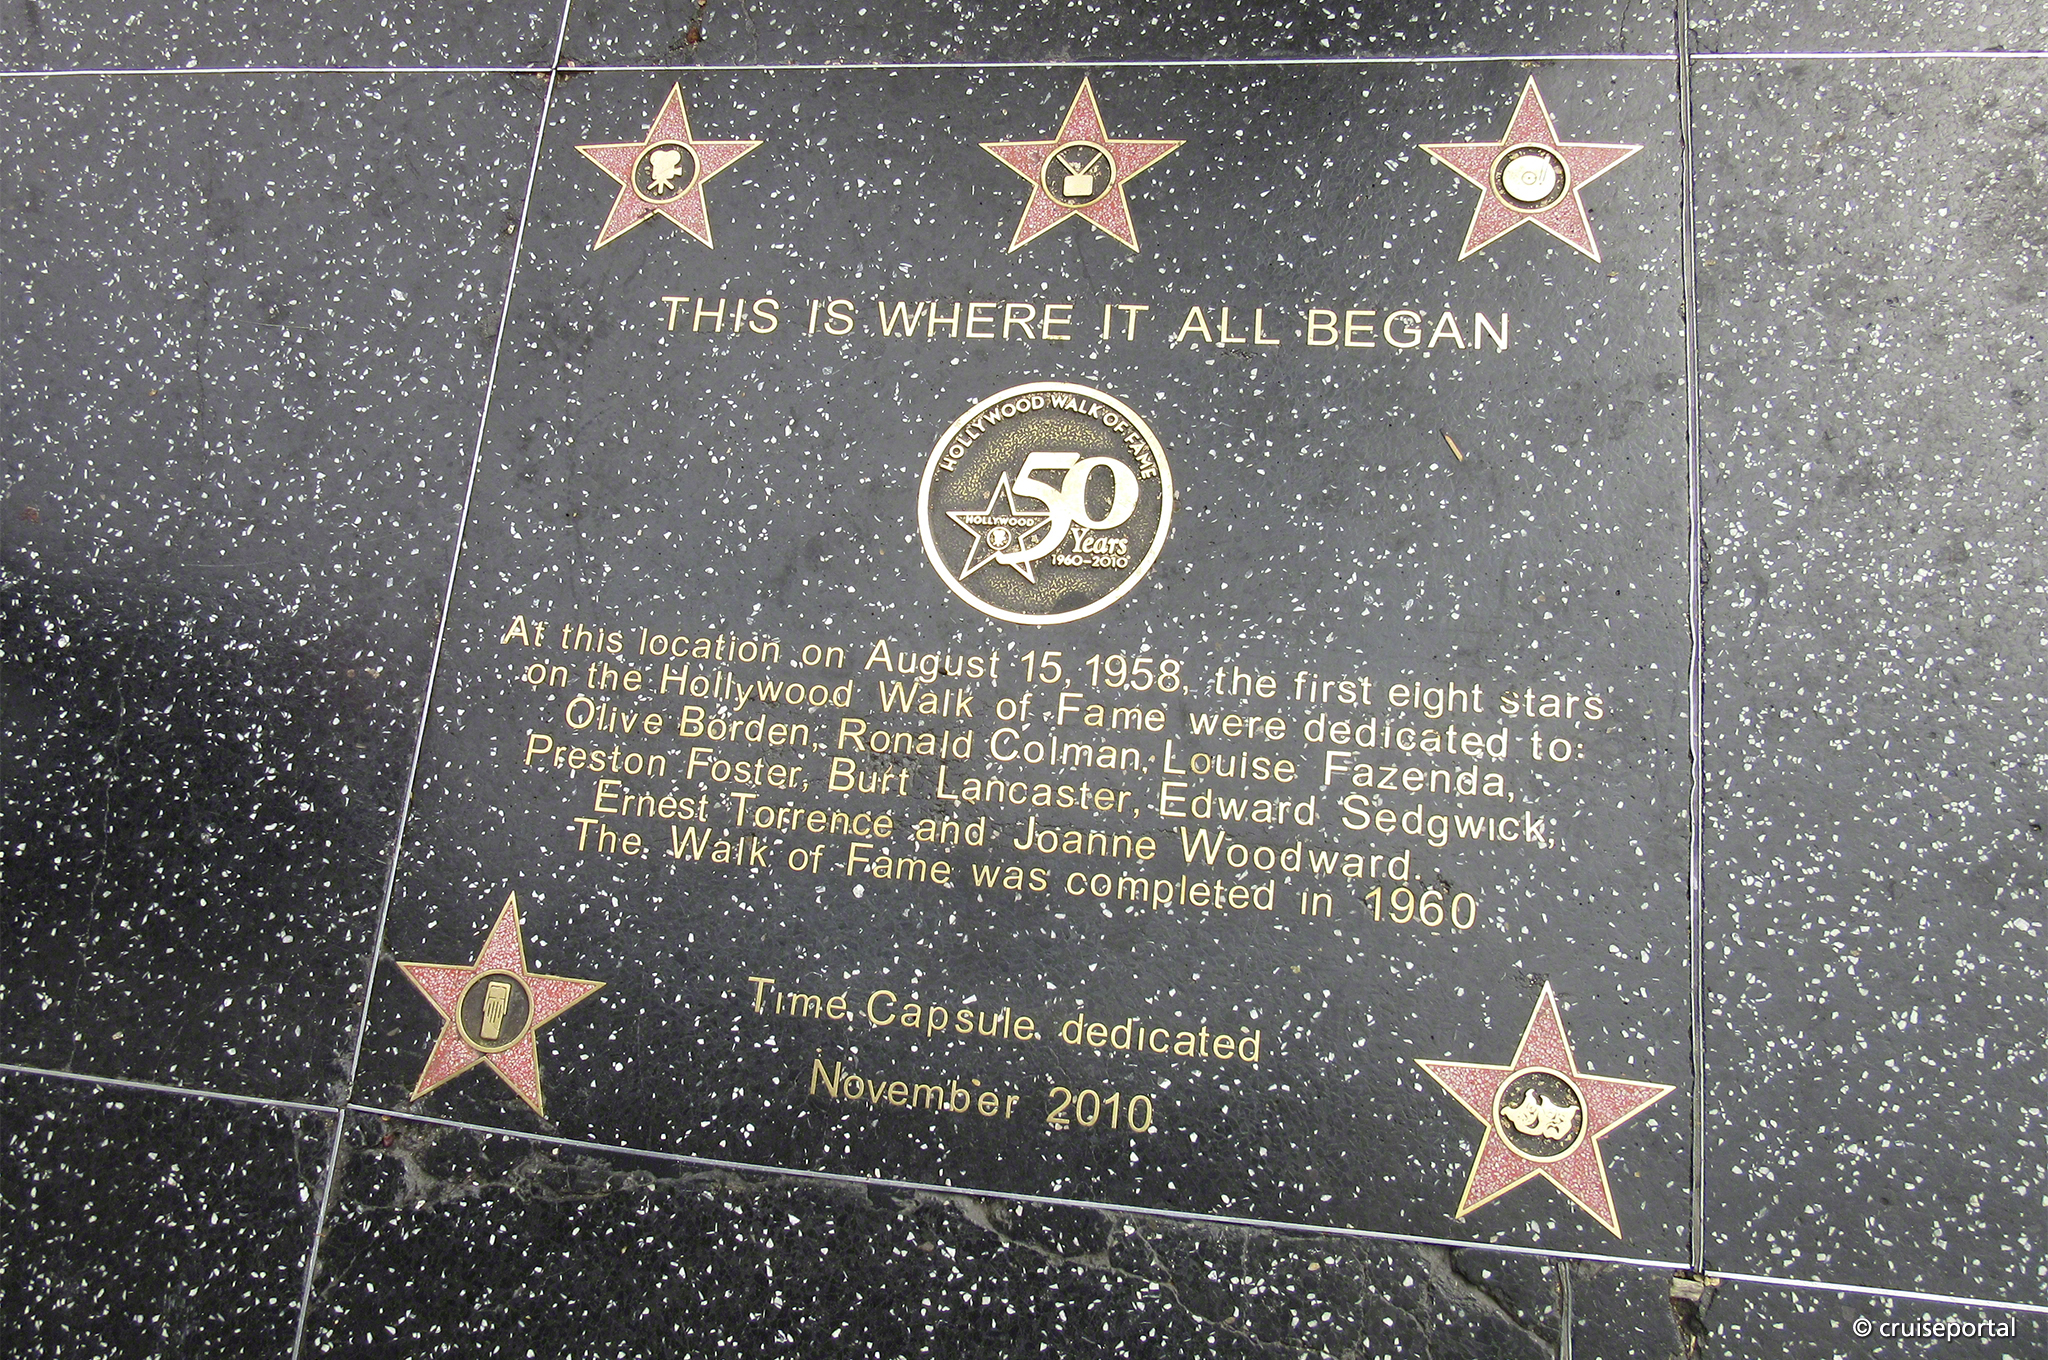 THIS IS WHERE IT ALL BEGAN
HOLLYWOOD WALK OF FAME
50
HOLLYWOOD
Years
1960-2010
At this location on August 15, 1958, the first eight stars
on the Hollywood Walk of Fame were dedicated to:
Olive Borden, Ronald Colman, Louise Fazenda,
Preston Foster, Burt Lancaster, Edward Sedgwick,
Ernest Torrence and Joanne Woodward.
The Walk of Fame was completed in 1960
Time Capsule dedicated
November 2010
© cruiseportal